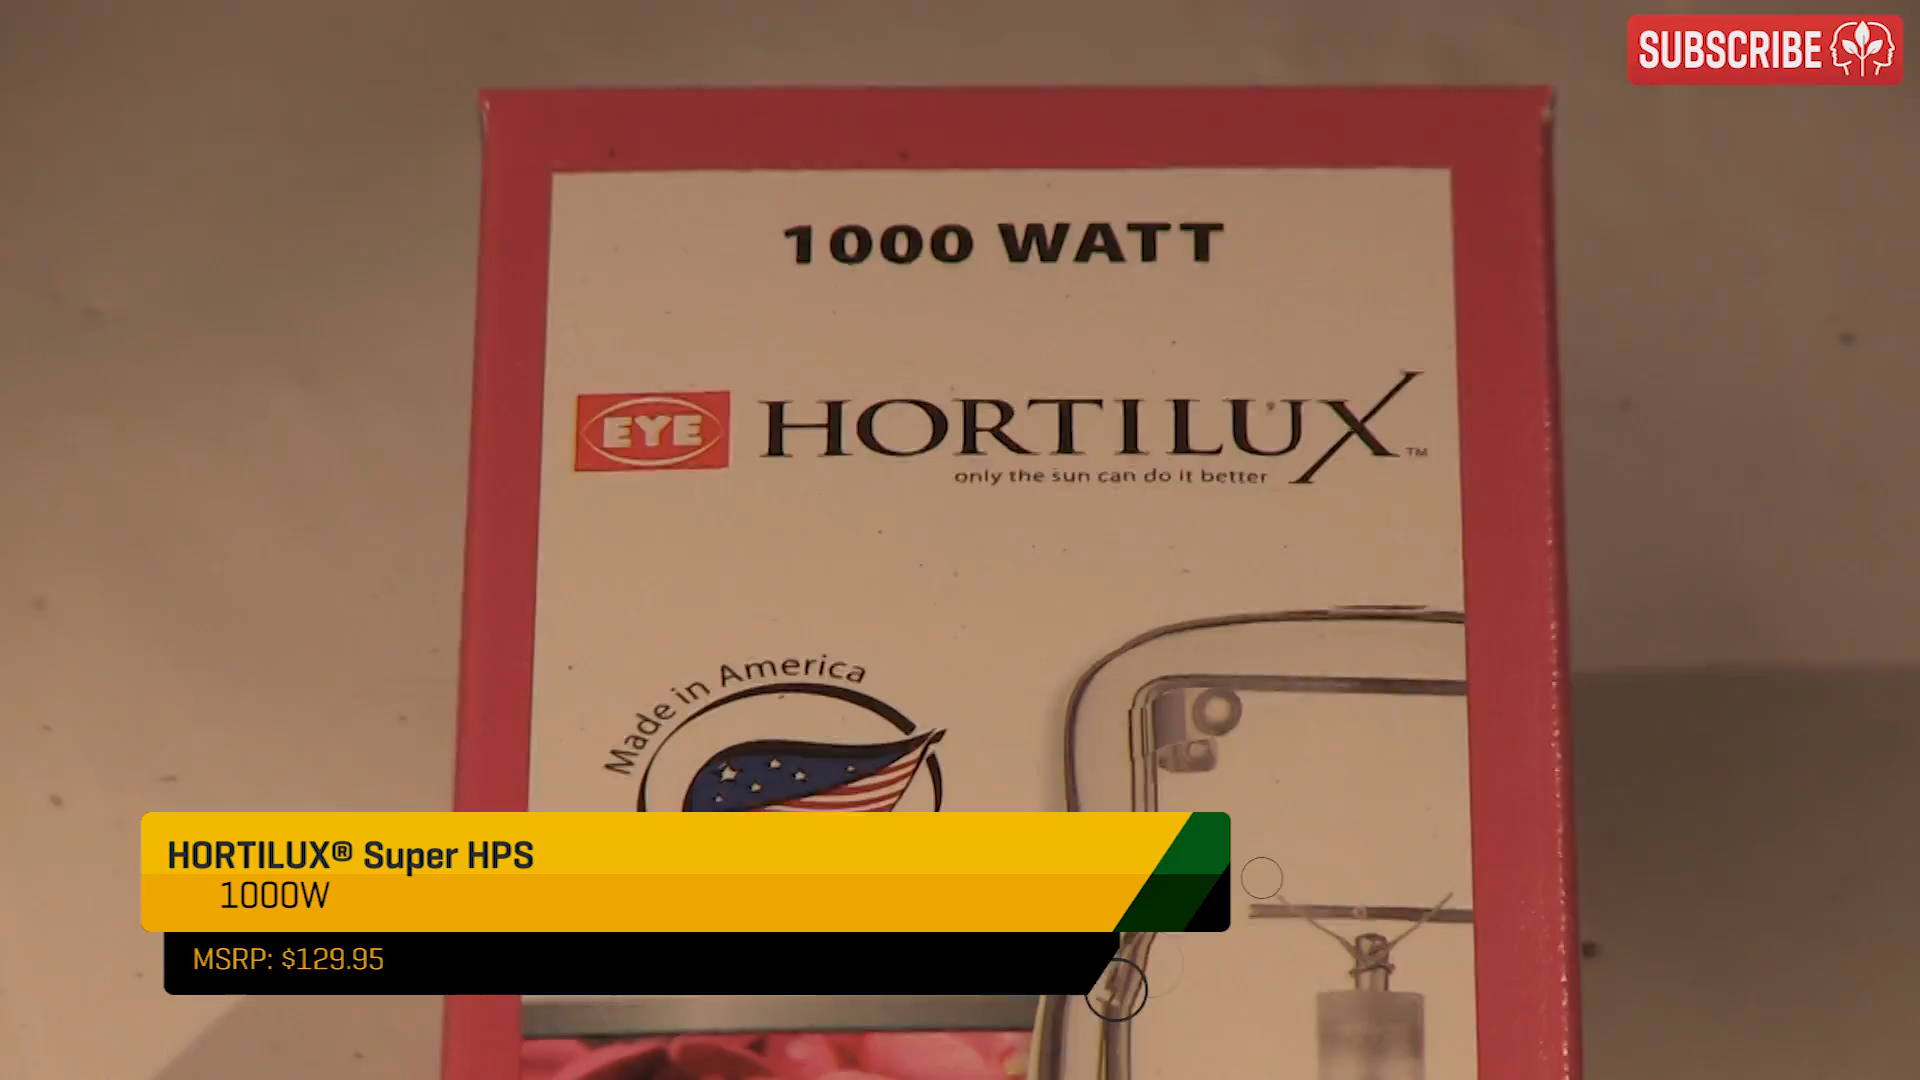 SUBSCRIBE
1000 WATT
EYE HORTILUX™
only the sun can do it better
Made in America
HORTILUX® Super HPS
1000W
MSRP: $129.95